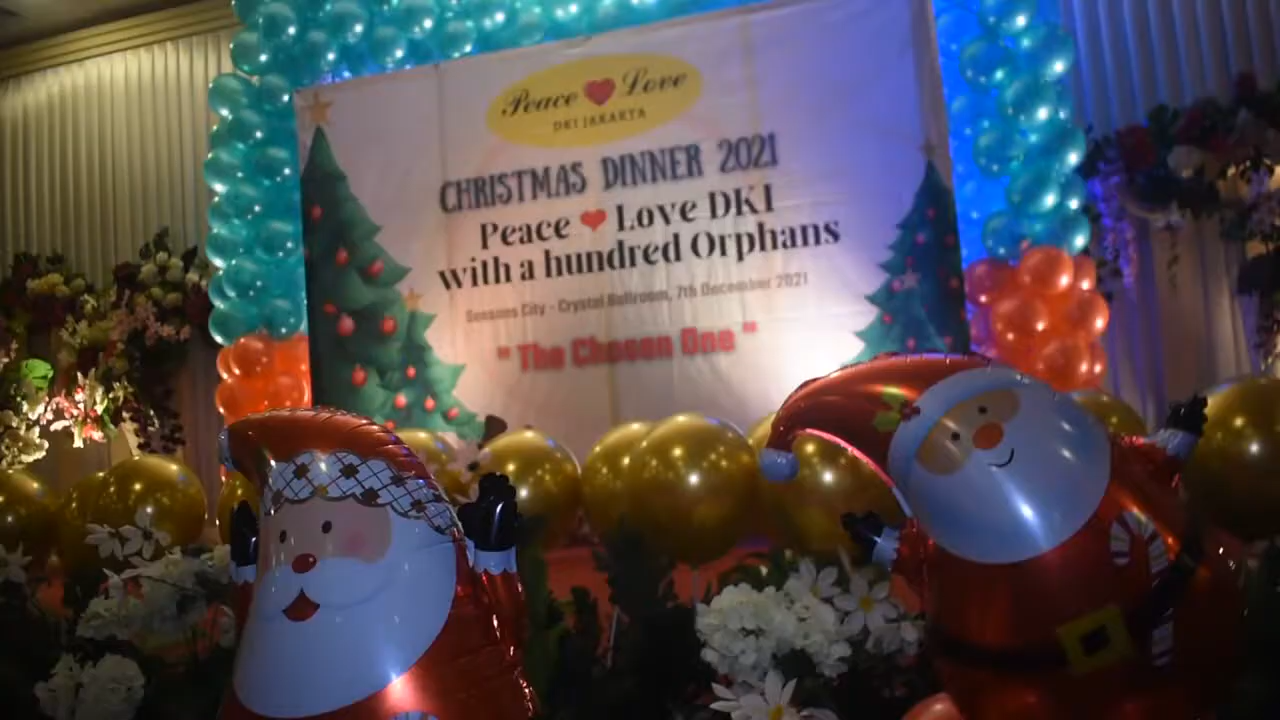 Peace Love
DKI JAKARTA
CHRISTMAS DINNER 2021
Peace ❤ Love DKI
with a hundred Orphans
Seasons City - Crystal Ballroom, 7th December 2021
" The Chosen One "